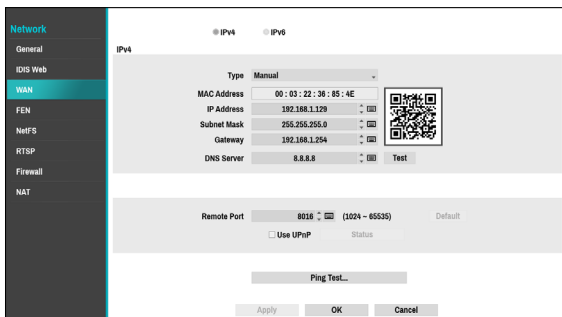 Network
General
IDIS Web
WAN
FEN
NetFS
RTSP
Firewall
NAT
IPv4 IPv6
IPv4
Type Manual
MAC Address 00 : 03 : 22 : 36 : 85 : 4E
IP Address 192.168.1.129
Subnet Mask 255.255.255.0
Gateway 192.168.1.254
DNS Server 8.8.8.8 Test
Remote Port 8016 (1024 ~ 65535) Default
Use UPnP Status
Ping Test...
Apply OK Cancel